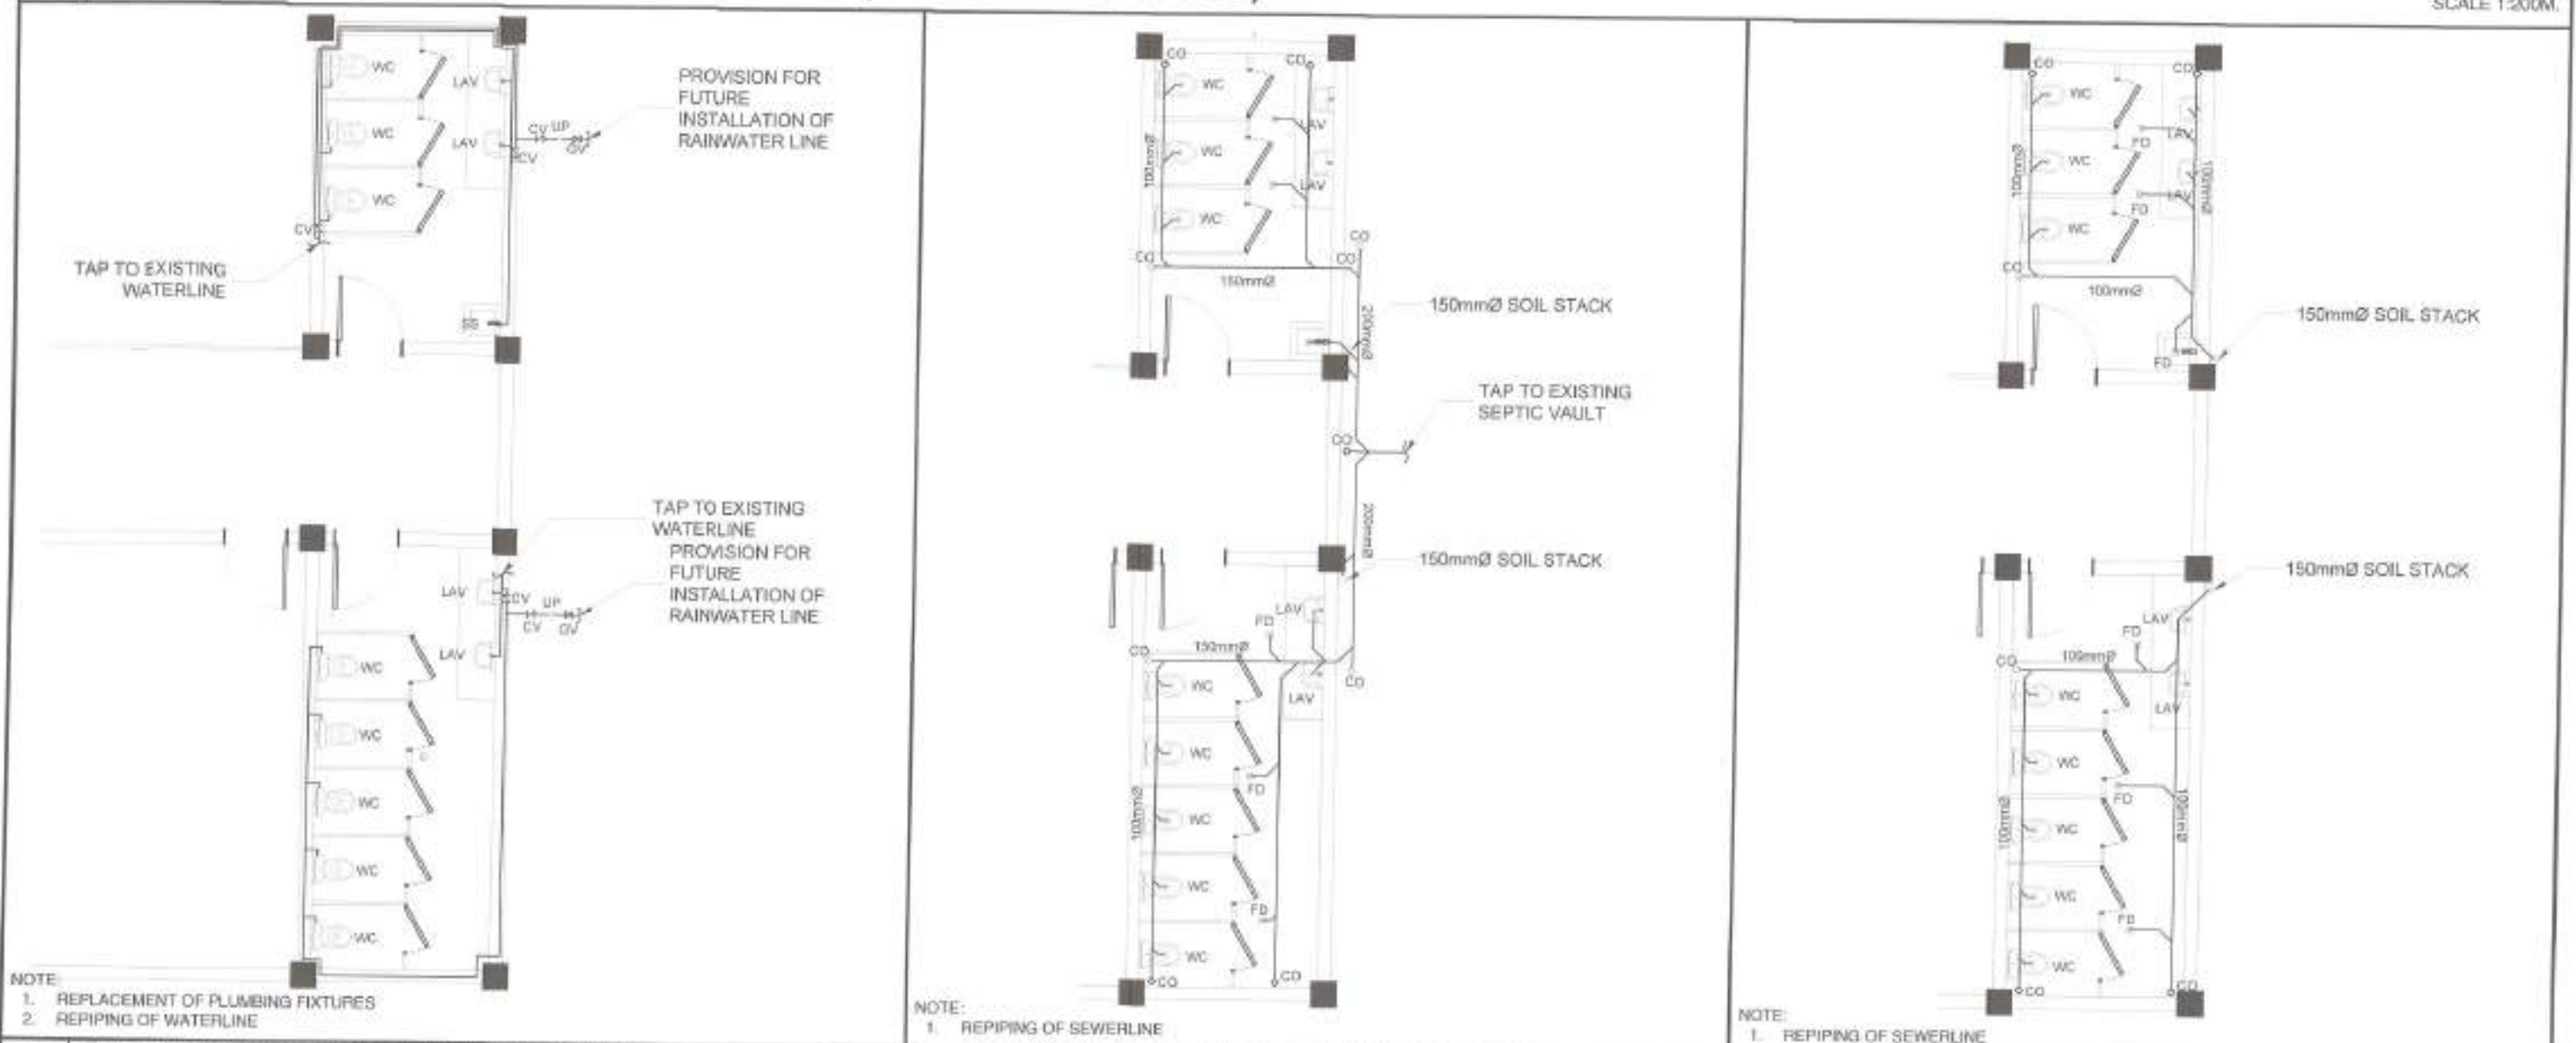 SCALE 1:200M.
WC
LAV
PROVISION FOR
FUTURE
INSTALLATION OF
RAINWATER LINE
CV UP
GV
CV
WC
LAV
WC
CV
TAP TO EXISTING
WATERLINE
TAP TO EXISTING
WATERLINE
PROVISION FOR
FUTURE
INSTALLATION OF
RAINWATER LINE
LAV
CV
UP
CV
GV
LAV
WC
WC
WC
WC
WC
NOTE:
1. REPLACEMENT OF PLUMBING FIXTURES
2. REPIPING OF WATERLINE
CO
CO
WC
LAV
100mmØ
WC
LAV
WC
CO
CO
CO
150mmØ
200mmØ
150mmØ SOIL STACK
TAP TO EXISTING
SEPTIC VAULT
CO
200mmØ
150mmØ SOIL STACK
LAV
FD
CO
150mmØ
WC
CO
LAV
WC
FD
100mmØ
WC
WC
FD
WC
CO
CO
NOTE:
1. REPIPING OF SEWERLINE
CO
CO
WC
LAV
FD
100mmØ
WC
100mmØ
LAV
FD
WC
CO
100mmØ
150mmØ SOIL STACK
FD
150mmØ SOIL STACK
LAV
FD
CO
100mmØ
WC
LAV
WC
FD
100mmØ
100mmØ
WC
WC
FD
WC
CO
CO
NOTE:
1. REPIPING OF SEWERLINE